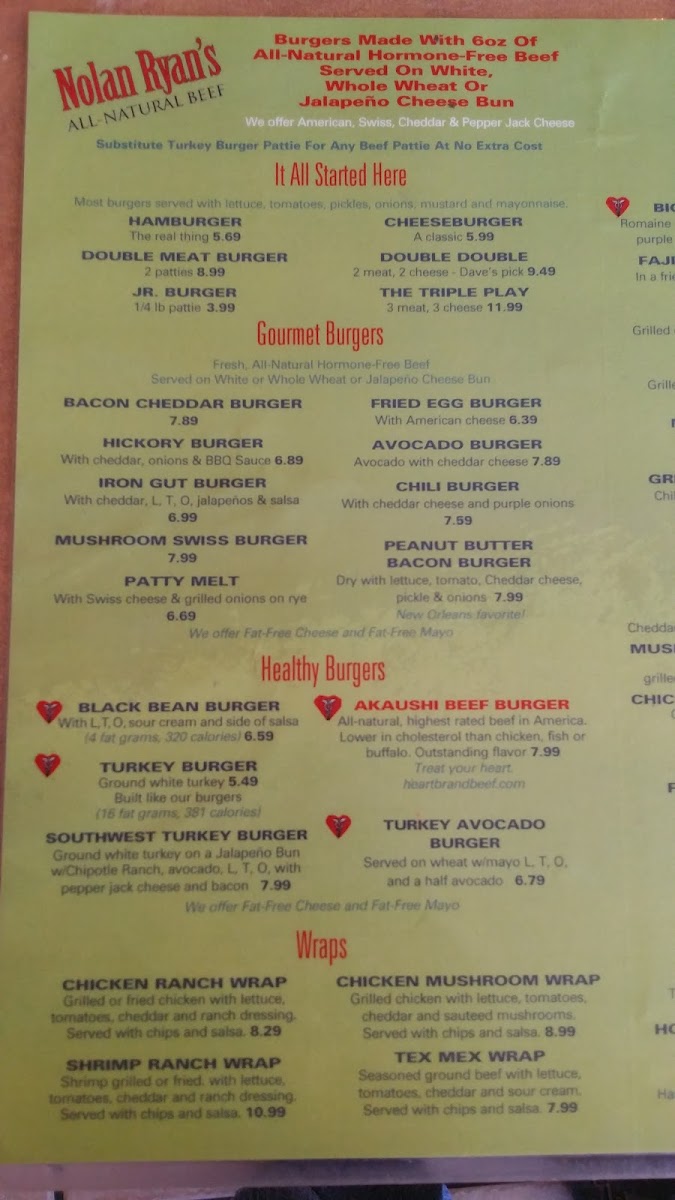 Nolan Ryan's
ALL-NATURAL BEEF
Burgers Made With 6oz Of
All-Natural Hormone-Free Beef
Served On White,
Whole Wheat Or
Jalapeño Cheese Bun
We offer American, Swiss, Cheddar & Pepper Jack Cheese
Substitute Turkey Burger Pattie For Any Beef Pattie At No Extra Cost
It All Started Here
Most burgers served with lettuce, tomatoes, pickles, onions, mustard and mayonnaise.
HAMBURGER
The real thing 5.69
CHEESEBURGER
A classic 5.99
DOUBLE MEAT BURGER
2 patties 8.99
DOUBLE DOUBLE
2 meat, 2 cheese - Dave's pick 9.49
JR. BURGER
1/4 lb pattie 3.99
THE TRIPLE PLAY
3 meat, 3 cheese 11.99
Gourmet Burgers
Fresh, All-Natural Hormone-Free Beef
Served on White or Whole Wheat or Jalapeño Cheese Bun
BACON CHEDDAR BURGER
7.89
FRIED EGG BURGER
With American cheese 6.39
HICKORY BURGER
With cheddar, onions & BBQ Sauce 6.89
AVOCADO BURGER
Avocado with cheddar cheese 7.89
IRON GUT BURGER
With cheddar, L, T, O, jalapeños & salsa
6.99
CHILI BURGER
With cheddar cheese and purple onions
7.59
MUSHROOM SWISS BURGER
7.99
PEANUT BUTTER
BACON BURGER
Dry with lettuce, tomato, Cheddar cheese,
pickle & onions 7.99
New Orleans favorite!
PATTY MELT
With Swiss cheese & grilled onions on rye
6.69
We offer Fat-Free Cheese and Fat-Free Mayo
Healthy Burgers
BLACK BEAN BURGER
With L,T,O, sour cream and side of salsa
(4 fat grams, 320 calories) 6.59
AKAUSHI BEEF BURGER
All-natural, highest rated beef in America.
Lower in cholesterol than chicken, fish or
buffalo. Outstanding flavor 7.99
Treat your heart.
heartbrandbeef.com
TURKEY BURGER
Ground white turkey 5.49
Built like our burgers
(16 fat grams, 381 calories)
SOUTHWEST TURKEY BURGER
Ground white turkey on a Jalapeño Bun
w/Chipotle Ranch, avocado, L, T, O, with
pepper jack cheese and bacon 7.99
TURKEY AVOCADO
BURGER
Served on wheat w/mayo L, T, O,
and a half avocado 6.79
We offer Fat-Free Cheese and Fat-Free Mayo
Wraps
CHICKEN RANCH WRAP
Grilled or fried chicken with lettuce,
tomatoes, cheddar and ranch dressing.
Served with chips and salsa. 8.29
CHICKEN MUSHROOM WRAP
Grilled chicken with lettuce, tomatoes,
cheddar and sauteed mushrooms.
Served with chips and salsa. 8.99
SHRIMP RANCH WRAP
Shrimp grilled or fried, with lettuce,
tomatoes, cheddar and ranch dressing.
Served with chips and salsa. 10.99
TEX MEX WRAP
Seasoned ground beef with lettuce,
tomatoes, cheddar and sour cream.
Served with chips and salsa. 7.99
Romaine
purple
In a
Grilled